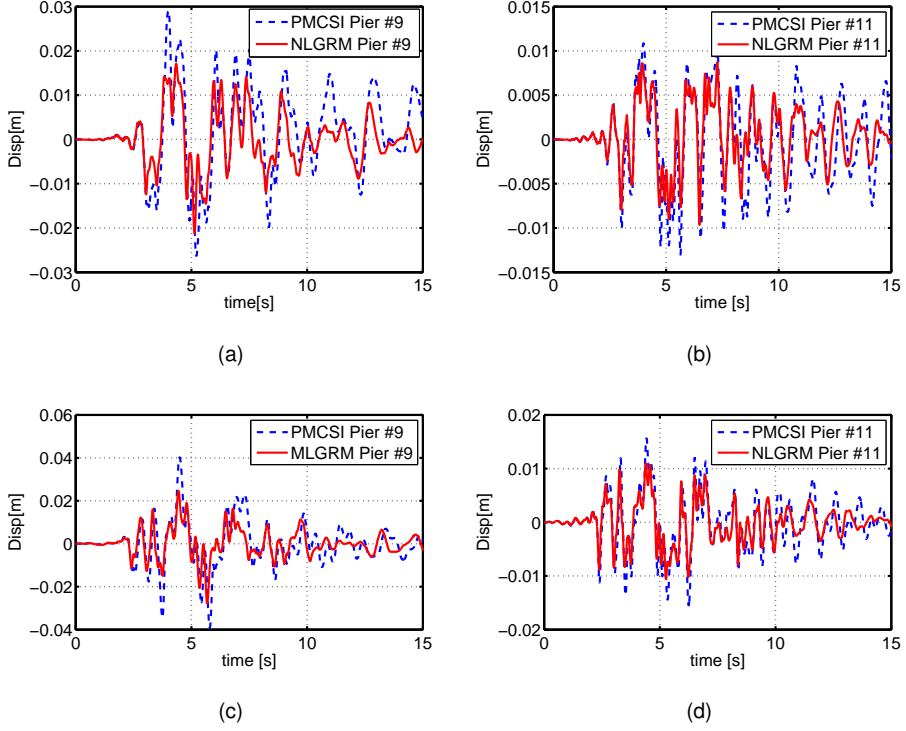 0.03
0.02
0.01
0
−0.01
−0.02
−0.03
Disp[m]
0 5 10 15
time[s]
PMCSI Pier #9
NLGRM Pier #9
(a)
0.015
0.01
0.005
0
−0.005
−0.01
−0.015
Disp[m]
0 5 10 15
time [s]
PMCSI Pier #11
NLGRM Pier #11
(b)
0.06
0.04
0.02
0
−0.02
−0.04
Disp[m]
0 5 10 15
time [s]
PMCSI Pier #9
MLGRM Pier #9
(c)
0.02
0.01
0
−0.01
−0.02
Disp[m]
0 5 10 15
time [s]
PMCSI Pier #11
NLGRM Pier #11
(d)